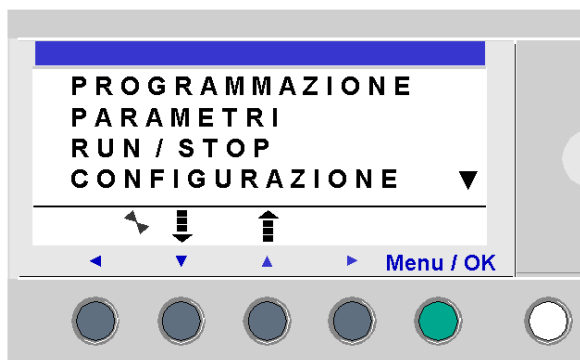 PROGRAMMAZIONE
PARAMETRI
RUN / STOP
CONFIGURAZIONE
Menu / OK